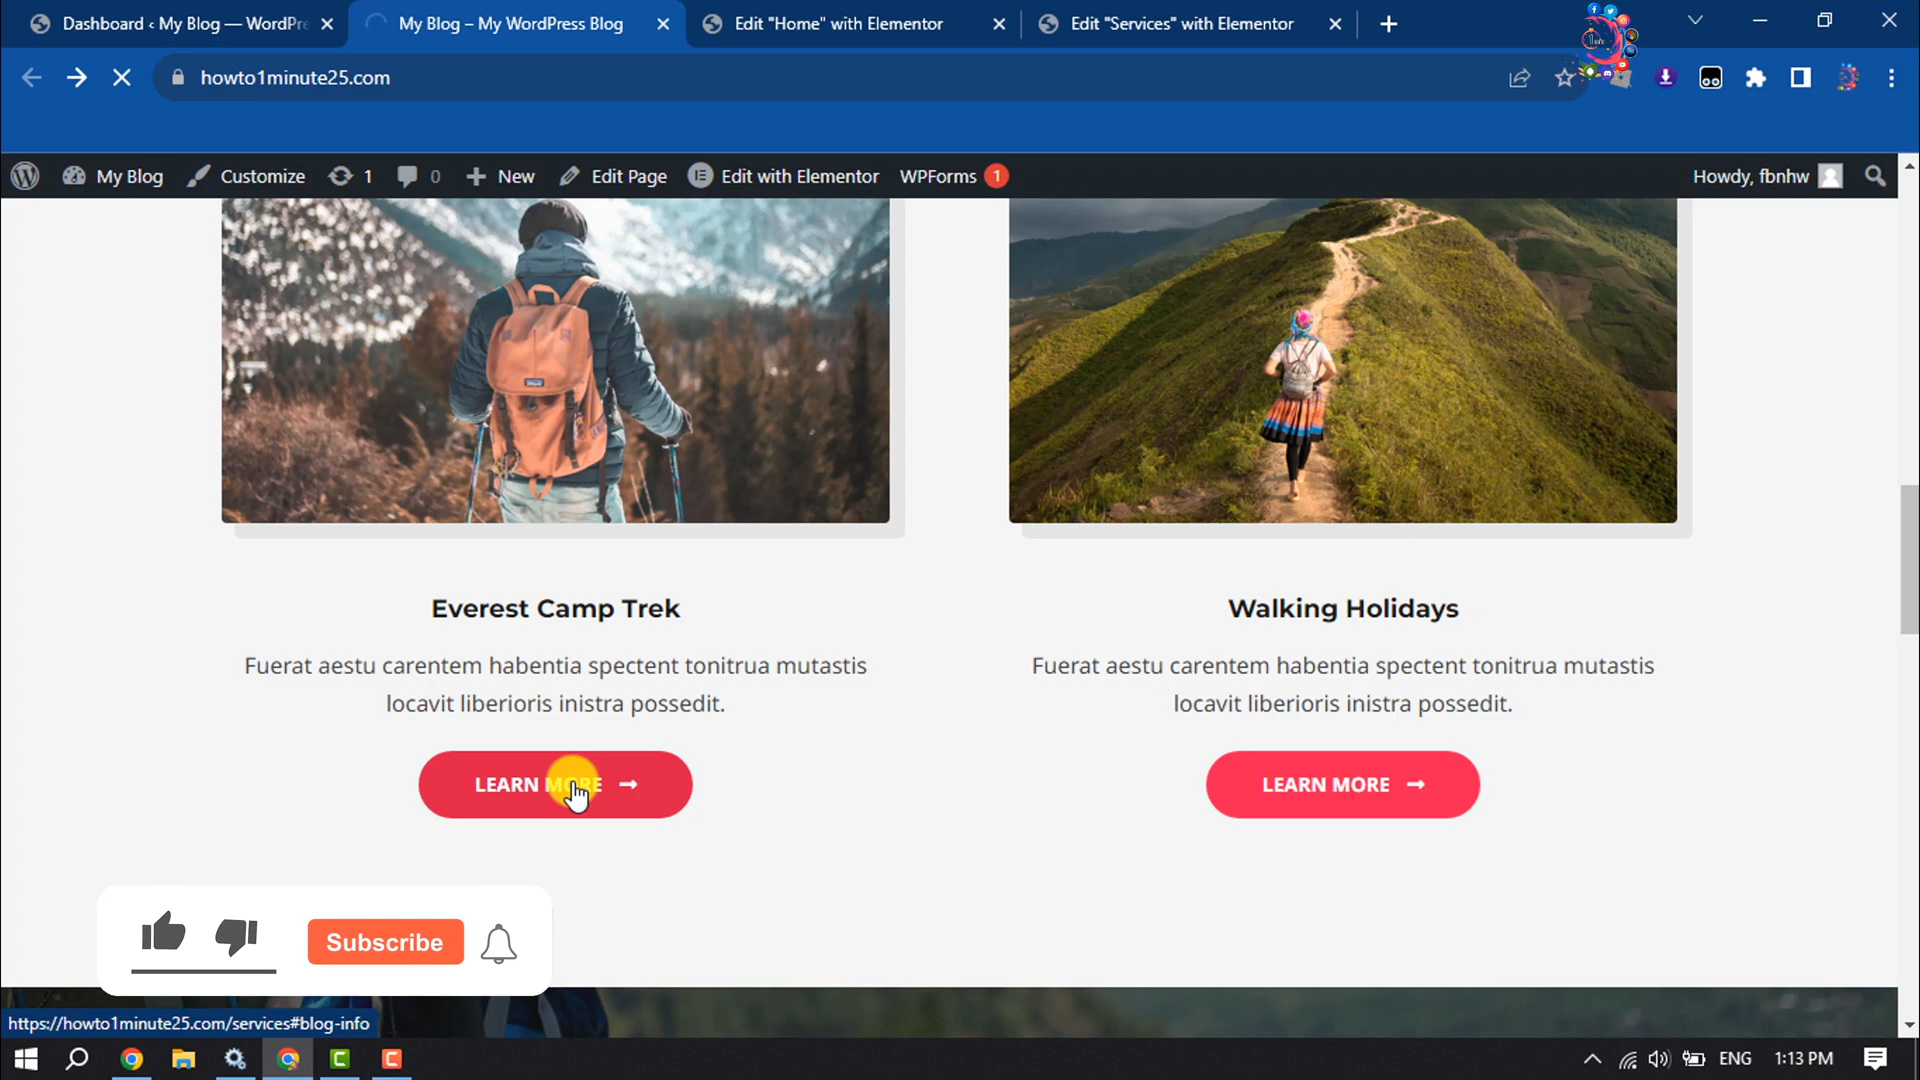 Dashboard ‹ My Blog — WordPre
My Blog – My WordPress Blog
Edit "Home" with Elementor
Edit "Services" with Elementor
howto1minute25.com
My Blog
Customize
1
0
New
Edit Page
Edit with Elementor
WPForms 1
Howdy, fbnhw
Everest Camp Trek
Fuerat aestu carentem habentia spectent tonitrua mutastis
locavit liberioris inistra possedit.
LEARN MORE
Walking Holidays
Fuerat aestu carentem habentia spectent tonitrua mutastis
locavit liberioris inistra possedit.
LEARN MORE
Subscribe
https://howto1minute25.com/services#blog-info
ENG
1:13 PM